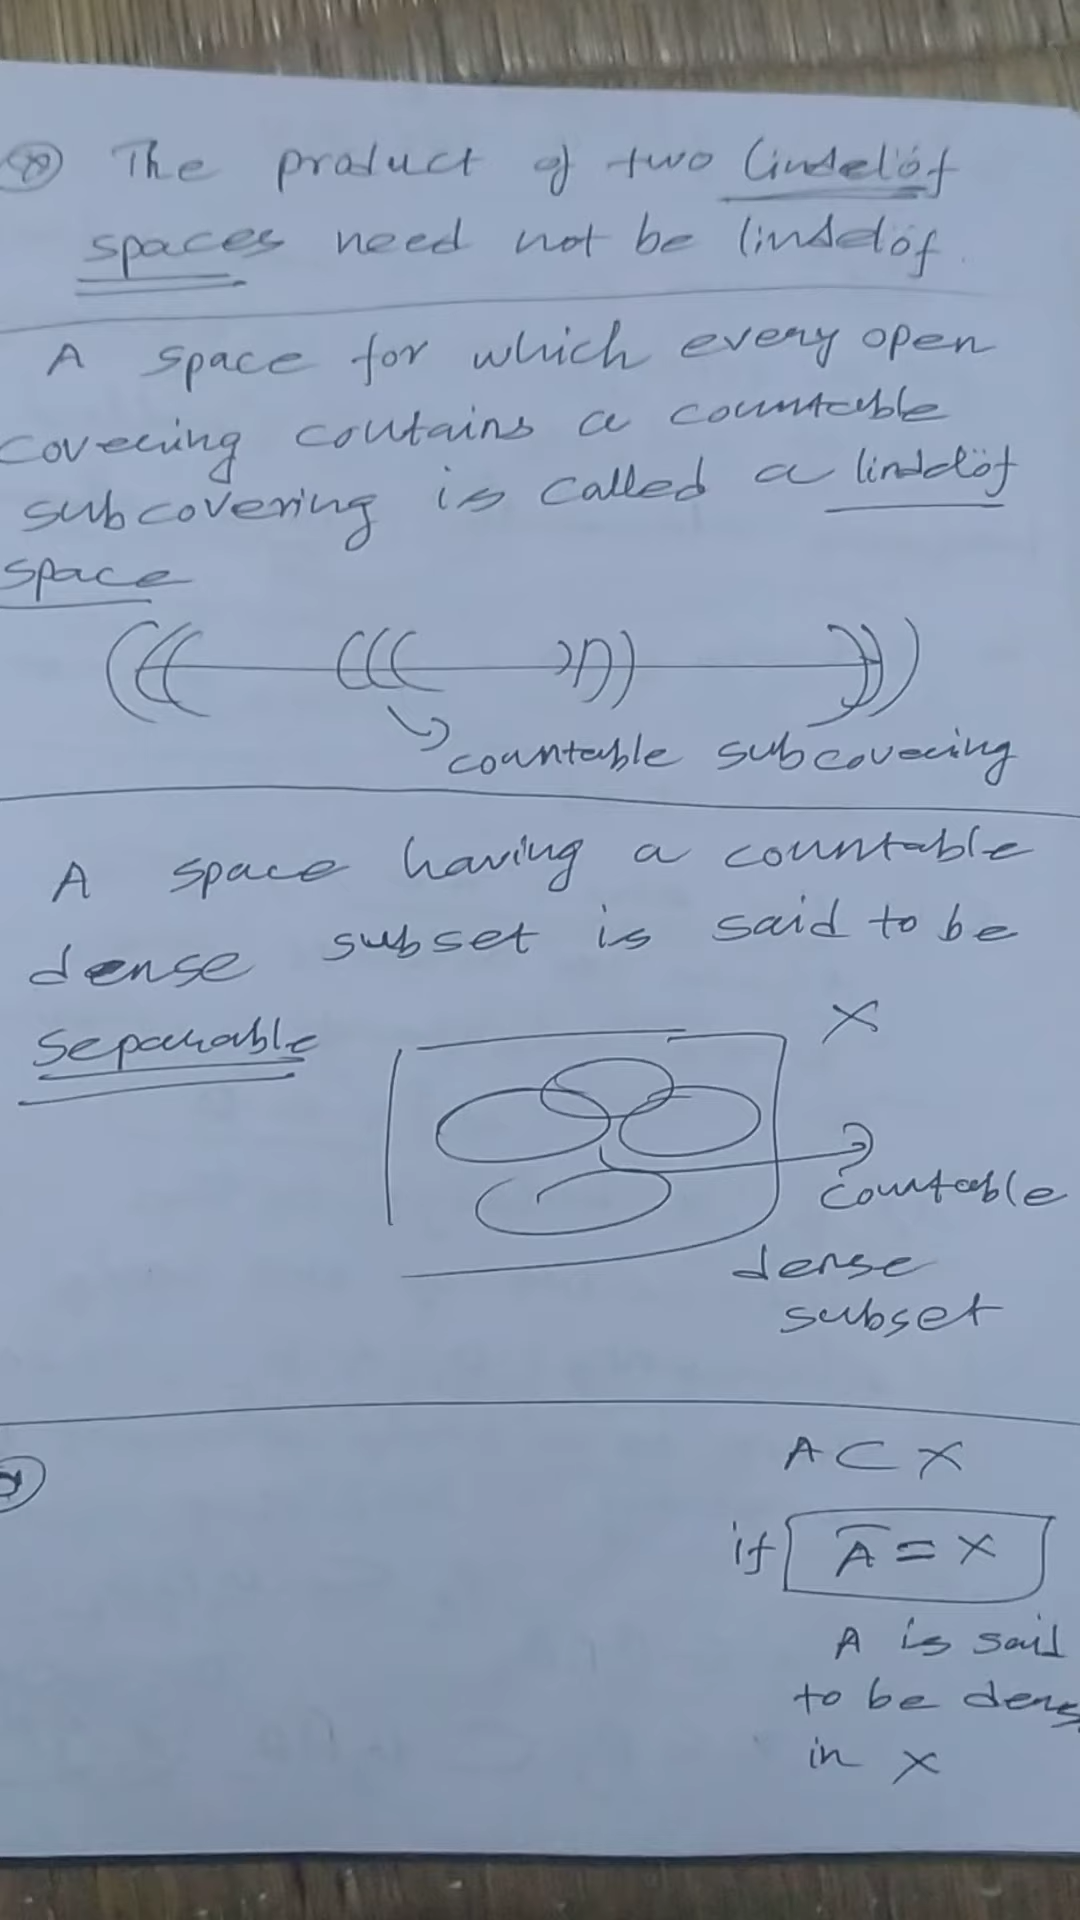 The product of two lindelöf
spaces need not be lindelöf.
A space for which every open
covering contains a countable
subcovering is called a lindelöf
space
countable subcovering
A space having a countable
dense subset is said to be
separable
X
countable
dense
subset
A ⊂ X
if Ā = X
A is said
to be dens
in X